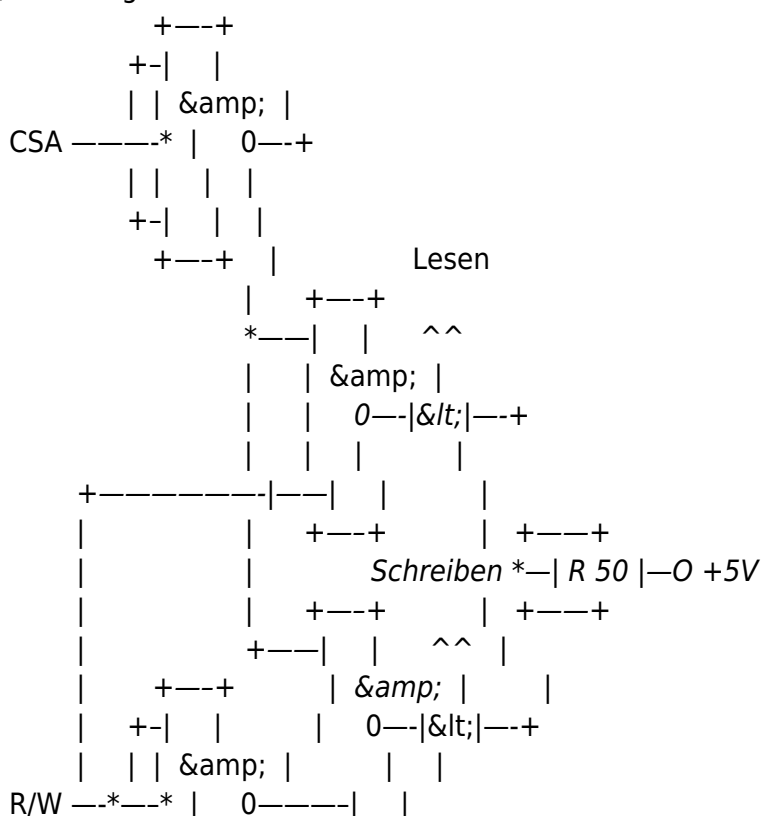 +—-–+
+–| |
| | &amp; |
CSA ———-* | 0—-+
| | | |
+–| | |
+—-–+ | Lesen
| +—-–+
*——| | ^^
| | &amp; |
| | 0—-|&lt;|—-+
| | | |
+——————-|——| | |
| | +—-–+ | +——+
| | Schreiben *—| R 50 |—O +5V
| | +—-–+ | +——+
| +——| | ^^ |
| +—-–+ | &amp; | |
| +–| | | 0—-|&lt;|—-+
| | | &amp; | | |
R/W —-*—-* | 0———–| |